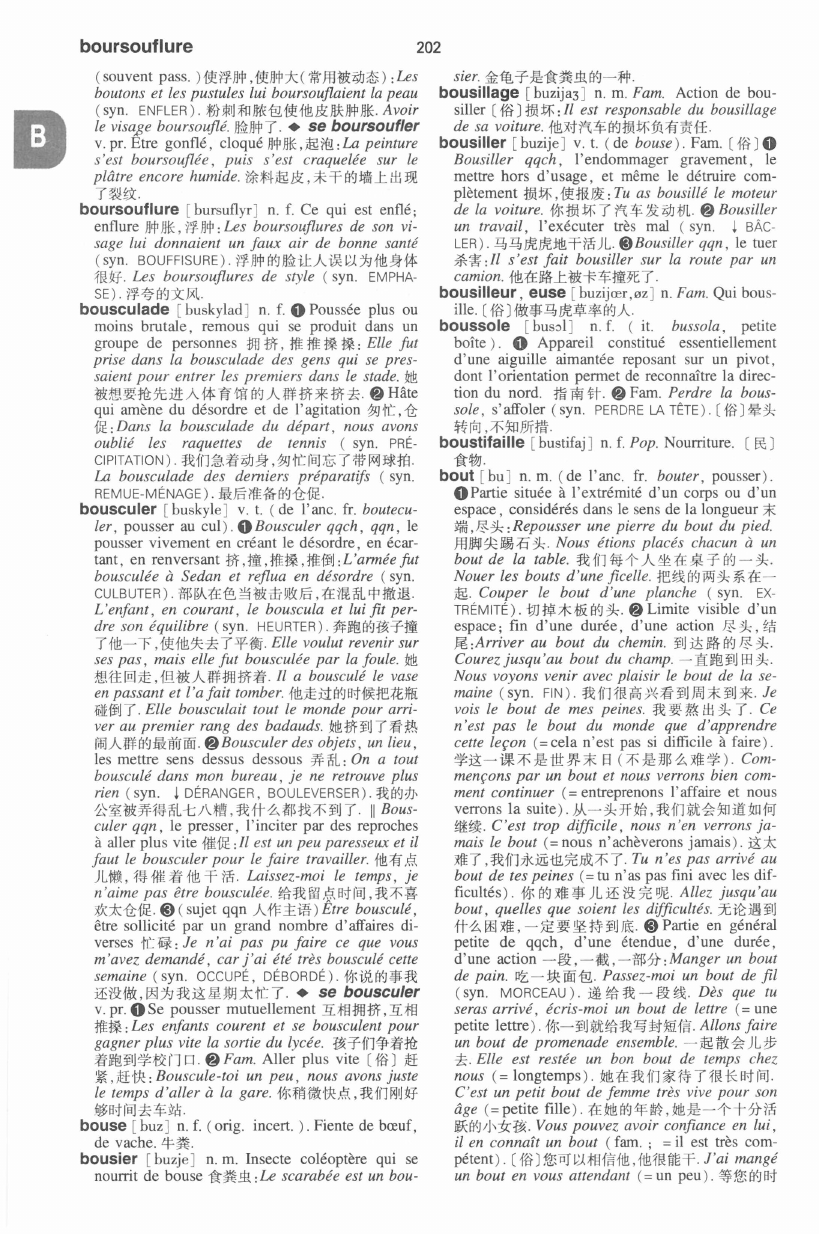 boursouflure
202
B
(souvent pass.)使浮肿,使肿大(常用被动态):Les
boutons et les pustules lui boursouflaient la peau
(syn. ENFLER). 粉刺和脓包使他皮肤肿胀. Avoir
le visage boursouflé. 脸肿了. ◆ se boursoufler
v. pr. Être gonflé, cloqué 肿胀,起泡:La peinture
s'est boursouflée, puis s'est craquelée sur le
plâtre encore humide. 涂料起皮,未干的墙上出现
了裂纹.
boursouflure [bursuflyr] n. f. Ce qui est enflé;
enflure 肿胀,浮肿:Les boursouflures de son vi-
sage lui donnaient un faux air de bonne santé
(syn. BOUFFISURE). 浮肿的脸让人误以为他身体
很好. Les boursouflures de style (syn. EMPHA-
SE). 浮夸的文风.
bousculade [buskylad] n. f. ❶ Poussée plus ou
moins brutale, remous qui se produit dans un
groupe de personnes 拥挤,推推搡搡: Elle fut
prise dans la bousculade des gens qui se pres-
saient pour entrer les premiers dans le stade. 她
被想要抢先进入体育馆的人群挤来挤去. ❷ Hâte
qui amène du désordre et de l'agitation 匆忙,仓
促:Dans la bousculade du départ, nous avons
oublié les raquettes de tennis (syn. PRÉ-
CIPITATION). 我们急着动身,匆忙间忘了带网球拍.
La bousculade des derniers préparatifs (syn.
REMUE-MÉNAGE). 最后准备的仓促.
bousculer [buskyle] v. t. (de l'anc. fr. boutecu-
ler, pousser au cul). ❶ Bousculer qqch, qqn, le
pousser vivement en créant le désordre, en écar-
tant, en renversant 挤,撞,推搡,推倒:L'armée fut
bousculée à Sedan et reflua en désordre (syn.
CULBUTER). 部队在色当被击败后,在混乱中撤退.
L'enfant, en courant, le bouscula et lui fit per-
dre son équilibre (syn. HEURTER). 奔跑的孩子撞
了他一下,使他失去了平衡. Elle voulut revenir sur
ses pas, mais elle fut bousculée par la foule. 她
想往回走,但被人群拥挤着. Il a bousculé le vase
en passant et l'a fait tomber. 他走过的时候把花瓶
碰倒了. Elle bousculait tout le monde pour arri-
ver au premier rang des badauds. 她挤到了看热
闹人群的最前面. ❷ Bousculer des objets, un lieu,
les mettre sens dessus dessous 弄乱: On a tout
bousculé dans mon bureau, je ne retrouve plus
rien (syn. ↓ DÉRANGER, BOULEVERSER). 我的办
公室被弄得乱七八糟,我什么都找不到了. ‖ Bous-
culer qqn, le presser, l'inciter par des reproches
à aller plus vite 催促:Il est un peu paresseux et il
faut le bousculer pour le faire travailler. 他有点
儿懒,得催着他干活. Laissez-moi le temps, je
n'aime pas être bousculée. 给我留点时间,我不喜
欢太仓促. ❸ (sujet qqn 人作主语) Être bousculé,
être sollicité par un grand nombre d'affaires di-
verses 忙碌: Je n'ai pas pu faire ce que vous
m'avez demandé, car j'ai été très bousculé cette
semaine (syn. OCCUPÉ, DÉBORDÉ). 你说的事我
还没做,因为我这星期太忙了. ◆ se bousculer
v. pr. ❶ Se pousser mutuellement 互相拥挤,互相
推搡:Les enfants courent et se bousculent pour
gagner plus vite la sortie du lycée. 孩子们争着抢
着跑到学校门口. ❷ Fam. Aller plus vite [俗] 赶
紧,赶快:Bouscule-toi un peu, nous avons juste
le temps d'aller à la gare. 你稍微快点,我们刚好
够时间去车站.
bouse [buz] n. f. (orig. incert.). Fiente de bœuf,
de vache. 牛粪.
bousier [buzje] n. m. Insecte coléoptère qui se
nourrit de bouse 食粪虫:Le scarabée est un bou-
sier. 金龟子是食粪虫的一种.
bousillage [buzijaʒ] n. m. Fam. Action de bou-
siller [俗]损坏:Il est responsable du bousillage
de sa voiture. 他对汽车的损坏负有责任.
bousiller [buzije] v. t. (de bouse). Fam. [俗] ❶
Bousiller qqch, l'endommager gravement, le
mettre hors d'usage, et même le détruire com-
plètement 损坏,使报废:Tu as bousillé le moteur
de la voiture. 你损坏了汽车发动机. ❷ Bousiller
un travail, l'exécuter très mal (syn. ↓ BÂC-
LER). 马马虎虎地干活儿. ❸ Bousiller qqn, le tuer
杀害:Il s'est fait bousiller sur la route par un
camion. 他在路上被卡车撞死了.
bousilleur, euse [buzijœr,øz] n. Fam. Qui bous-
ille. [俗]做事马虎草率的人.
boussole [busɔl] n. f. (it. bussola, petite
boîte). ❶ Appareil constitué essentiellement
d'une aiguille aimantée reposant sur un pivot,
dont l'orientation permet de reconnaître la direc-
tion du nord. 指南针. ❷ Fam. Perdre la bous-
sole, s'affoler (syn. PERDRE LA TÊTE). [俗]晕头
转向,不知所措.
boustifaille [bustifaj] n. f. Pop. Nourriture. [民]
食物.
bout [bu] n. m. (de l'anc. fr. bouter, pousser).
❶ Partie située à l'extrémité d'un corps ou d'un
espace, considérés dans le sens de la longueur 末
端,尽头:Repousser une pierre du bout du pied.
用脚尖踢石头. Nous étions placés chacun à un
bout de la table. 我们每个人坐在桌子的一头.
Nouer les bouts d'une ficelle. 把线的两头系在一
起. Couper le bout d'une planche (syn. EX-
TRÉMITÉ). 切掉木板的头. ❷ Limite visible d'un
espace; fin d'une durée, d'une action 尽头,结
尾:Arriver au bout du chemin. 到达路的尽头.
Courez jusqu'au bout du champ. 一直跑到田头.
Nous voyons venir avec plaisir le bout de la se-
maine (syn. FIN). 我们很高兴看到周末到来. Je
vois le bout de mes peines. 我要熬出头了. Ce
n'est pas le bout du monde que d'apprendre
cette leçon (=cela n'est pas si difficile à faire).
学这一课不是世界末日(不是那么难学). Com-
mençons par un bout et nous verrons bien com-
ment continuer (= entreprenons l'affaire et nous
verrons la suite). 从一头开始,我们就会知道如何
继续. C'est trop difficile, nous n'en verrons ja-
mais le bout (=nous n'achèverons jamais). 这太
难了,我们永远也完成不了. Tu n'es pas arrivé au
bout de tes peines (=tu n'as pas fini avec les dif-
ficultés). 你的难事儿还没完呢. Allez jusqu'au
bout, quelles que soient les difficultés. 无论遇到
什么困难,一定要坚持到底. ❸ Partie en général
petite de qqch, d'une étendue, d'une durée,
d'une action 一段,一截,一部分:Manger un bout
de pain. 吃一块面包. Passez-moi un bout de fil
(syn. MORCEAU). 递给我一段线. Dès que tu
seras arrivé, écris-moi un bout de lettre (= une
petite lettre). 你一到就给我写封短信. Allons faire
un bout de promenade ensemble. 一起散会儿步
去. Elle est restée un bon bout de temps chez
nous (= longtemps). 她在我们家待了很长时间.
C'est un petit bout de femme très vive pour son
âge (=petite fille). 在她的年龄,她是一个十分活
跃的小女孩. Vous pouvez avoir confiance en lui,
il en connaît un bout (fam. ; =il est très com-
pétent). [俗]您可以相信他,他很能干. J'ai mangé
un bout en vous attendant (=un peu). 等您的时